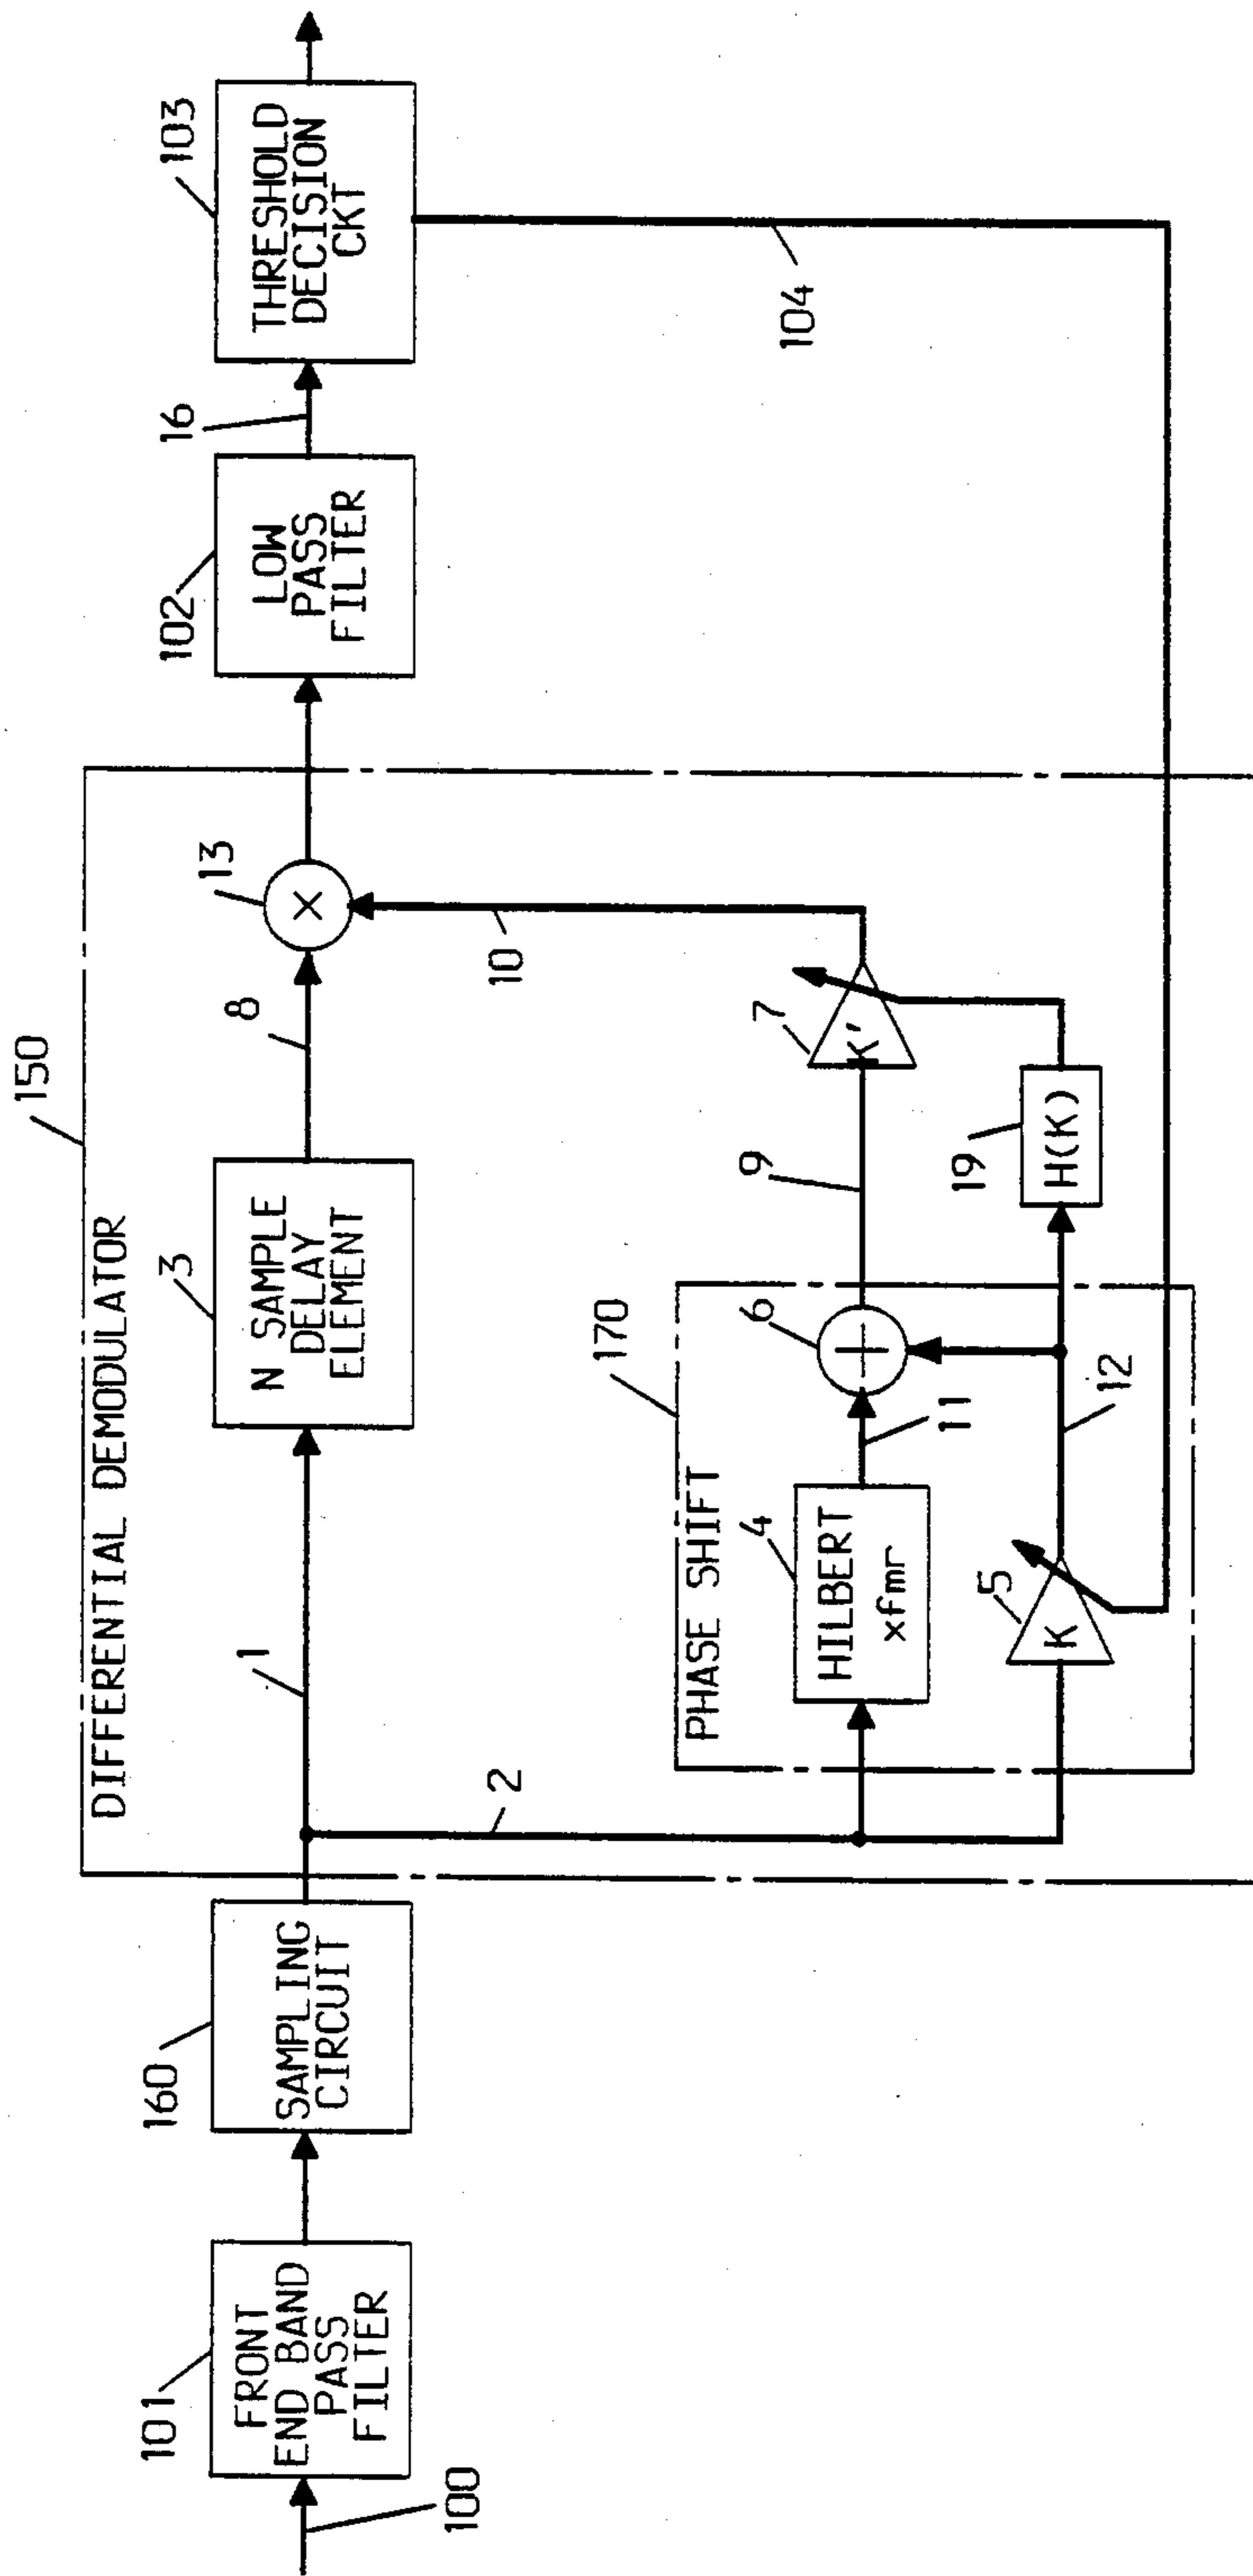 DIFFERENTIAL DEMODULATOR
150
100
101
FRONT
END BAND
PASS
FILTER
160
SAMPLING
CIRCUIT
1
2
3
N SAMPLE
DELAY
ELEMENT
8
13
×
102
LOW
PASS
FILTER
16
103
THRESHOLD
DECISION
CKT
104
PHASE SHIFT
170
4
HILBERT
xfmr
11
6
+
9
7
K'
10
5
K
12
19
H(K)